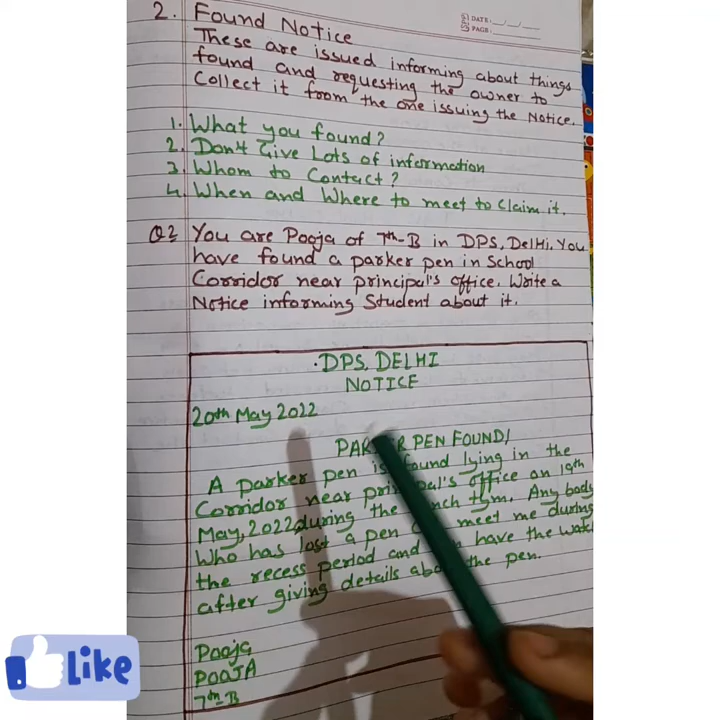 2. Found Notice
DATE: __/__/__
PAGE:
These are issued informing about things
found and requesting the owner to
Collect it from the one issuing the Notice.
1. What you found?
2. Don't Give Lots of information
3. Whom to Contact?
4. When and Where to meet to Claim it.
Q2 You are Pooja of 7th-B in DPS, Delhi. You
have found a parker pen in School
Corridor near principal's office. Write a
Notice informing Student about it.
DPS, DELHI
NOTICE
20th May 2022
PARKER PEN FOUND!
A parker pen is found lying in the
Corridor near principal's office on 19th
May, 2022, during the
Who has lost a pen meet me during
the recess period and have the
after giving details the pen.
Pooja
POOJA
7th-B
Like